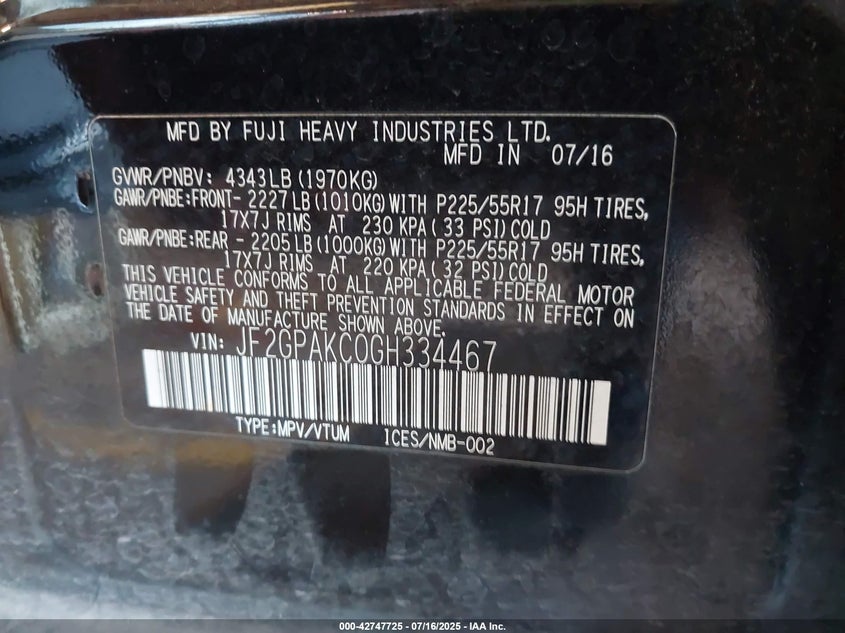 MFD BY FUJI HEAVY INDUSTRIES LTD.
MFD IN 07/16
GVWR/PNBV: 4343LB (1970KG)
GAWR/PNBE:FRONT- 2227 LB (1010KG) WITH P225/55R17 95H TIRES,
17X7J RIMS AT 230 KPA (33 PSI) COLD
GAWR/PNBE:REAR - 2205 LB (1000KG) WITH P225/55R17 95H TIRES,
17X7J RIMS AT 220 KPA (32 PSI) COLD
THIS VEHICLE CONFORMS TO ALL APPLICABLE FEDERAL MOTOR
VEHICLE SAFETY AND THEFT PREVENTION STANDARDS IN EFFECT ON
THE DATE OF MANUFACTURE SHOWN ABOVE.
VIN: JF2GPAKC0GH334467
TYPE:MPV/VTUM ICES/NMB-002
000-42747725 - 07/16/2025 - IAA Inc.